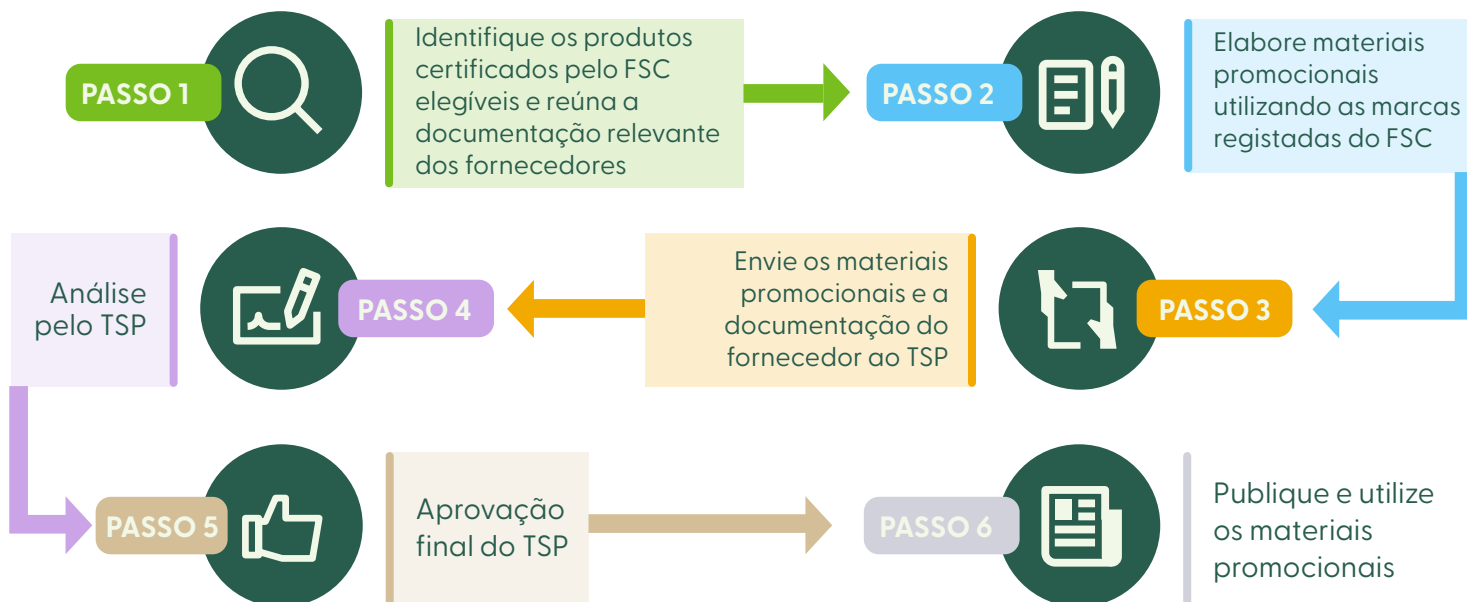 PASSO 1
Identifique os produtos
certificados pelo FSC
elegíveis e reúna a
documentação relevante
dos fornecedores
PASSO 2
Elabore materiais
promocionais
utilizando as marcas
registadas do FSC
PASSO 3
Envie os materiais
promocionais e a
documentação do
fornecedor ao TSP
PASSO 4
Análise
pelo TSP
PASSO 5
Aprovação
final do TSP
PASSO 6
Publique e utilize
os materiais
promocionais